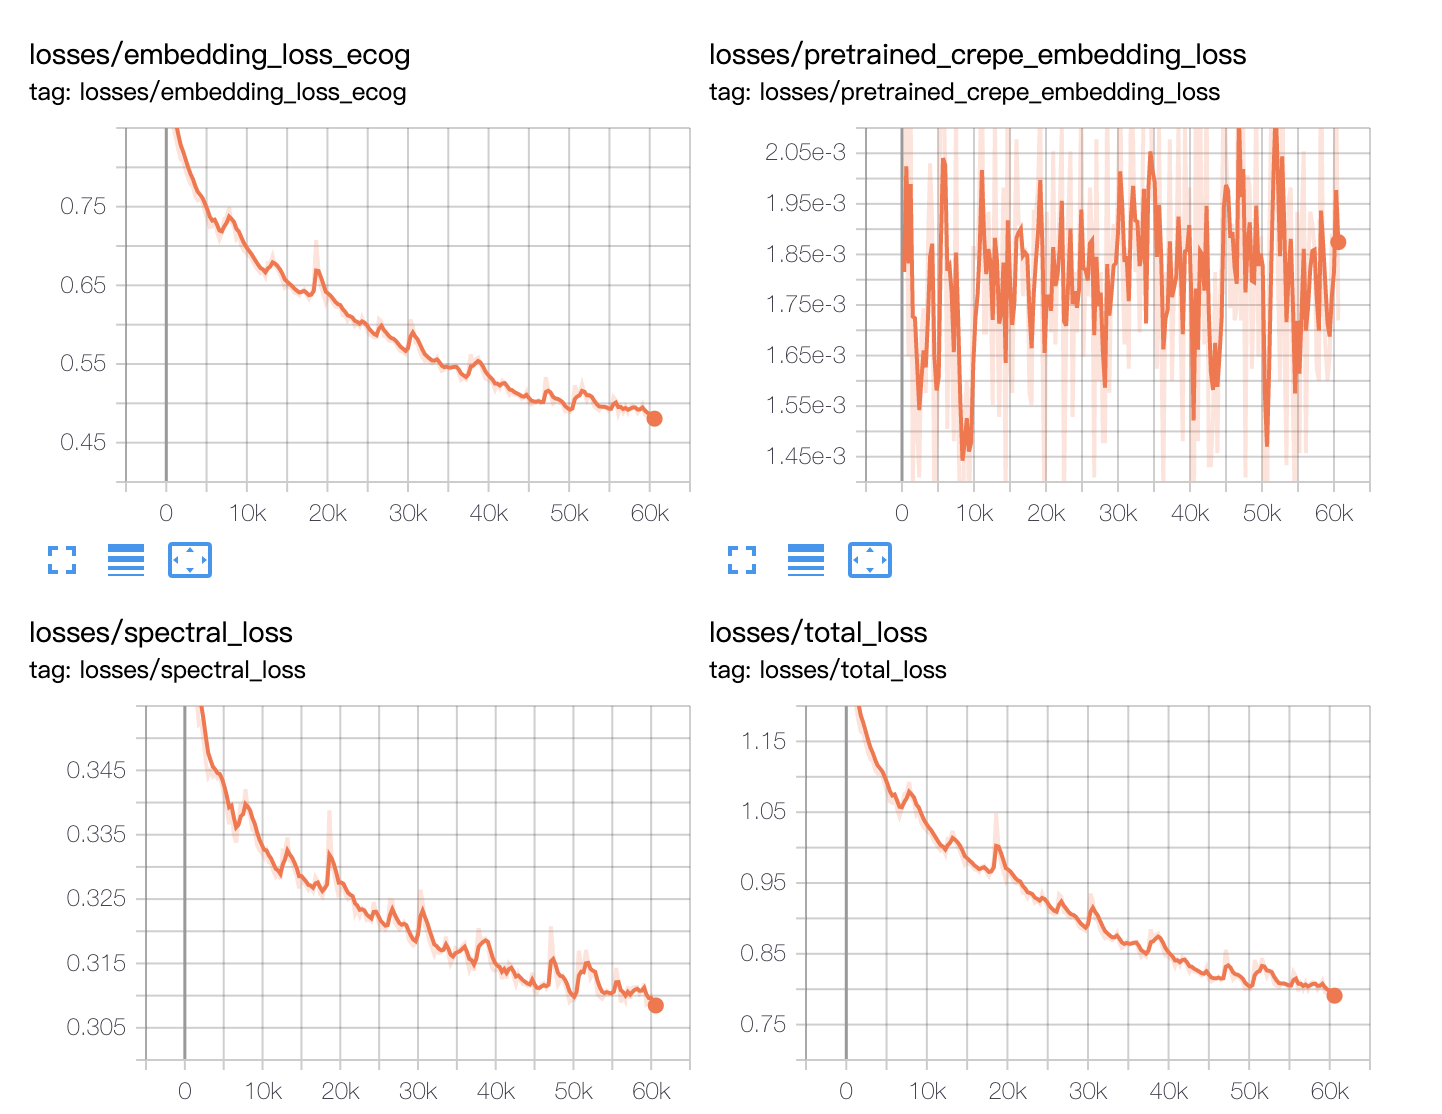 losses/embedding_loss_ecog
tag: losses/embedding_loss_ecog
0.75
0.65
0.55
0.45
0 10k 20k 30k 40k 50k 60k
losses/pretrained_crepe_embedding_loss
tag: losses/pretrained_crepe_embedding_loss
2.05e-3
1.95e-3
1.85e-3
1.75e-3
1.65e-3
1.55e-3
1.45e-3
0 10k 20k 30k 40k 50k 60k
losses/spectral_loss
tag: losses/spectral_loss
0.345
0.335
0.325
0.315
0.305
0 10k 20k 30k 40k 50k 60k
losses/total_loss
tag: losses/total_loss
1.15
1.05
0.95
0.85
0.75
0 10k 20k 30k 40k 50k 60k